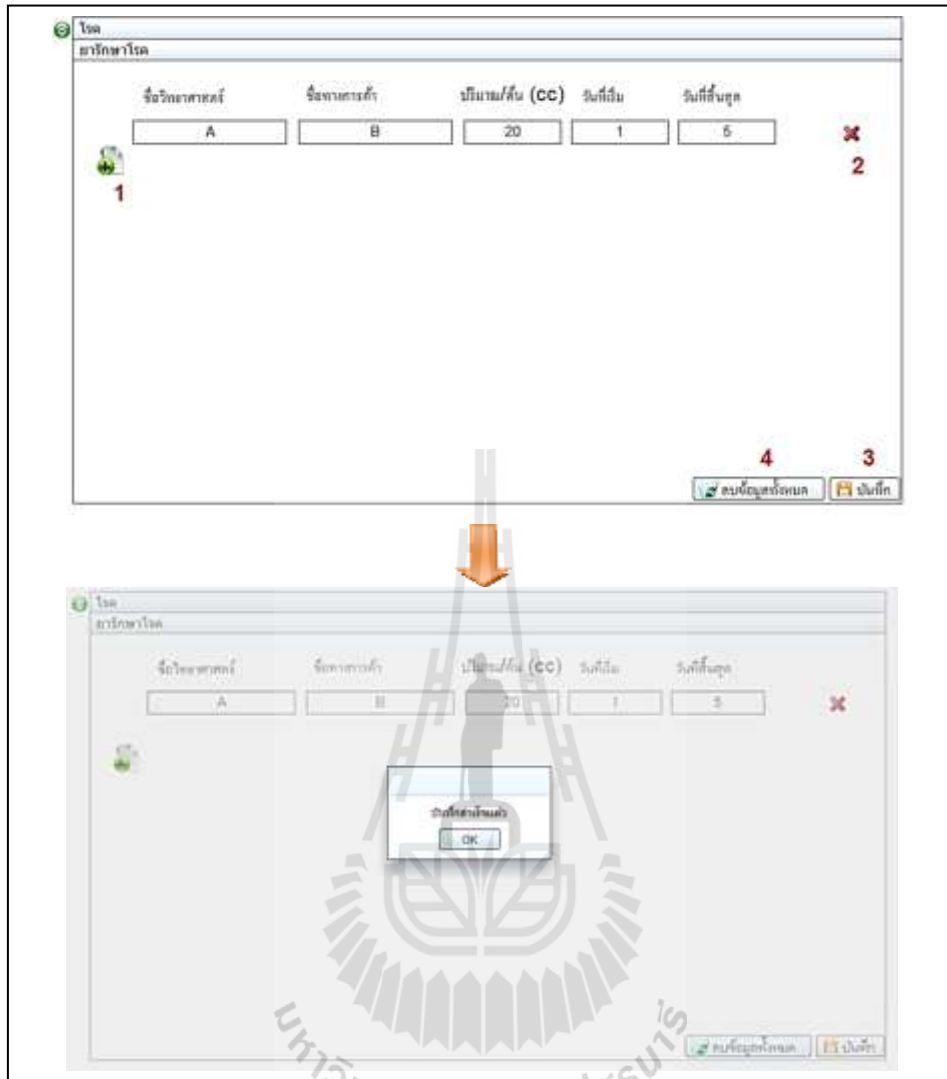 โรค
ยารักษาโรค
ชื่อวิทยาศาสตร์ ชื่อทางการค้า ปริมาณ/ต้น (CC) วันที่เริ่ม วันที่สิ้นสุด
A B 20 1 5
1 2
4 3
ลบข้อมูลทั้งหมด บันทึก
โรค
ยารักษาโรค
ชื่อวิทยาศาสตร์ ชื่อทางการค้า ปริมาณ/ต้น (CC) วันที่เริ่ม วันที่สิ้นสุด
A B 20 1 5
บันทึกสำเร็จแล้ว
OK
ลบข้อมูลทั้งหมด บันทึก